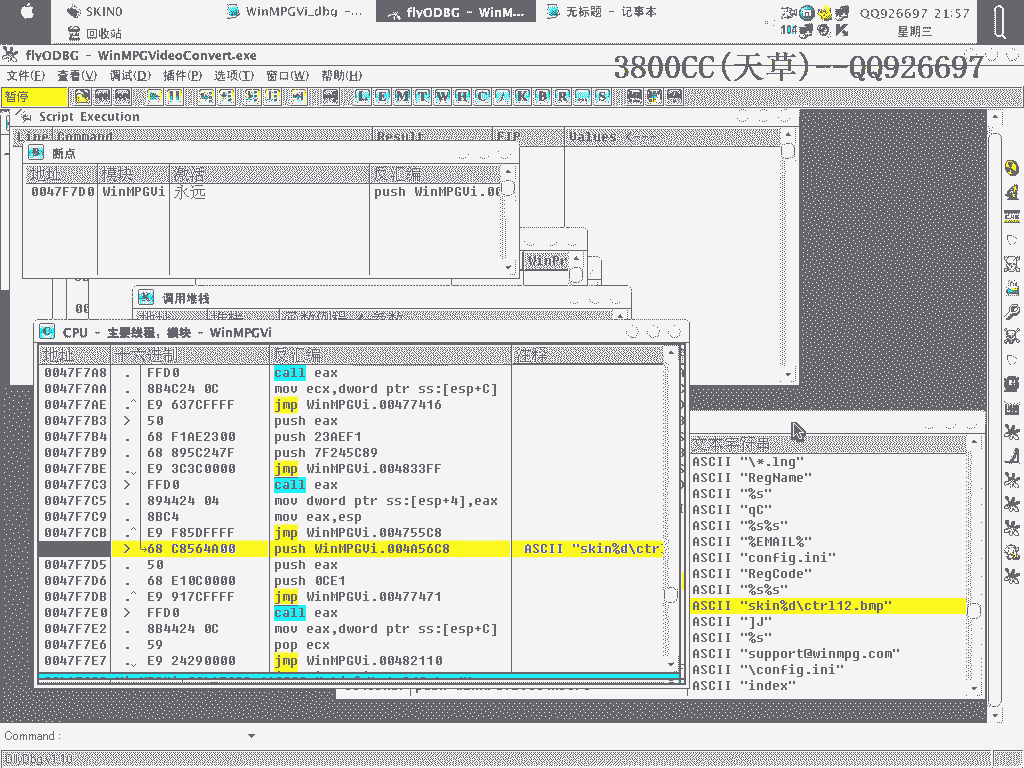 SKINO
WinMPGVi_dbg -...
flyODBG - WinM...
无标题 - 记事本
QQ926697 21:57
回收站
星期三
flyODBG - WinMPGVideoConvert.exe
3800CC(天草)--QQ926697
文件(F) 查看(V) 调试(D) 插件(P) 选项(T) 窗口(W) 帮助(H)
暂停
L E M T W H C / K B R ... S
Script Execution
Line Command Result EIP Values <---
断点
地址 模块 激活 反汇编
0047F7D0 WinMPGVi 永远 push WinMPGVi.00
WinPr
调用堆栈
CPU - 主要线程, 模块 - WinMPGVi
地址 十六进制 反汇编 注释
0047F7A8 . FFD0 call eax
0047F7AA . 8B4C24 0C mov ecx,dword ptr ss:[esp+C]
0047F7AE .^ E9 637CFFFF jmp WinMPGVi.00477416
0047F7B3 > 50 push eax
0047F7B4 . 68 F1AE2300 push 23AEF1
0047F7B9 . 68 895C247F push 7F245C89
0047F7BE .. E9 3C3C0000 jmp WinMPGVi.004833FF
0047F7C3 > FFD0 call eax
0047F7C5 . 894424 04 mov dword ptr ss:[esp+4],eax
0047F7C9 . 8BC4 mov eax,esp
0047F7CB .^ E9 F85DFFFF jmp WinMPGVi.004755C8
> 68 C8564A00 push WinMPGVi.004A56C8 ASCII "skin%d\ctrl
0047F7D5 . 50 push eax
0047F7D6 . 68 E10C0000 push 0CE1
0047F7DB .^ E9 917CFFFF jmp WinMPGVi.00477471
0047F7E0 > FFD0 call eax
0047F7E2 . 8B4424 0C mov eax,dword ptr ss:[esp+C]
0047F7E6 . 59 pop ecx
0047F7E7 .. E9 24290000 jmp WinMPGVi.00482110
文本字符串
ASCII "\*.lng"
ASCII "RegName"
ASCII "%s"
ASCII "qC"
ASCII "%s%s"
ASCII "%EMAIL%"
ASCII "config.ini"
ASCII "RegCode"
ASCII "%s%s"
ASCII "skin%d\ctrl12.bmp"
ASCII "]J"
ASCII "%s"
ASCII "support@winmpg.com"
ASCII "\config.ini"
ASCII "index"
Command :
OllyDbg v1.10